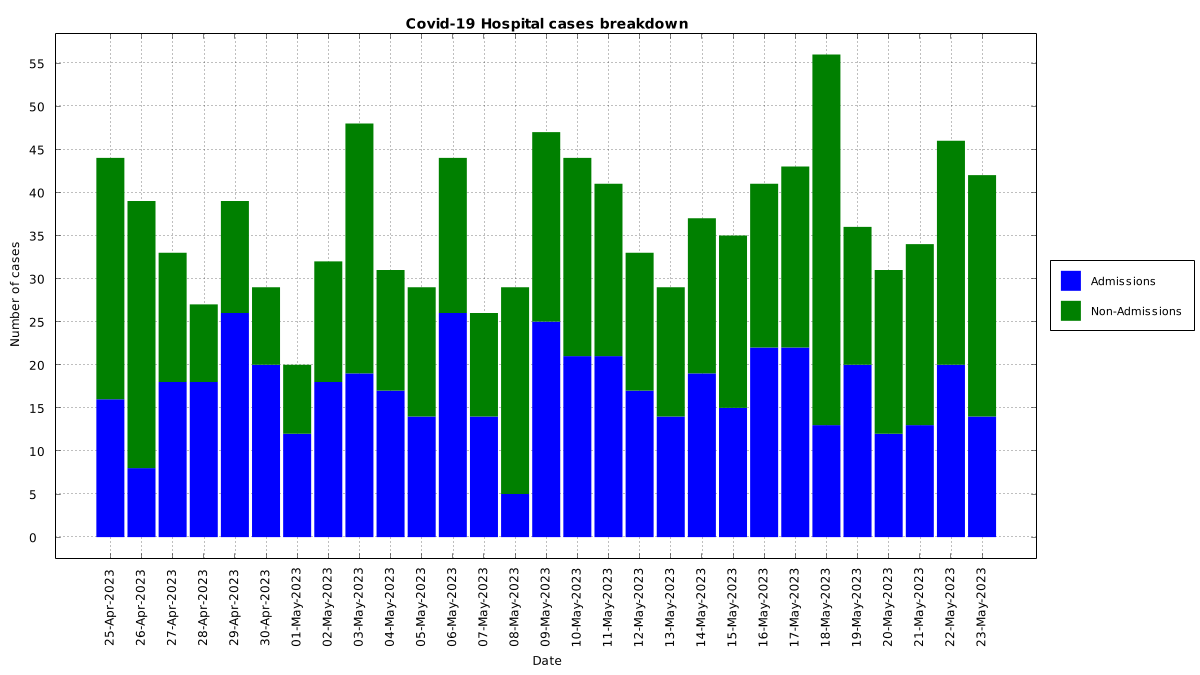 Covid-19 Hospital cases breakdown
55
50
45
40
35
30
25
20
15
10
5
0
Number of cases
25-Apr-2023
26-Apr-2023
27-Apr-2023
28-Apr-2023
29-Apr-2023
30-Apr-2023
01-May-2023
02-May-2023
03-May-2023
04-May-2023
05-May-2023
06-May-2023
07-May-2023
08-May-2023
09-May-2023
10-May-2023
11-May-2023
12-May-2023
13-May-2023
14-May-2023
15-May-2023
16-May-2023
17-May-2023
18-May-2023
19-May-2023
20-May-2023
21-May-2023
22-May-2023
23-May-2023
Date
Admissions
Non-Admissions